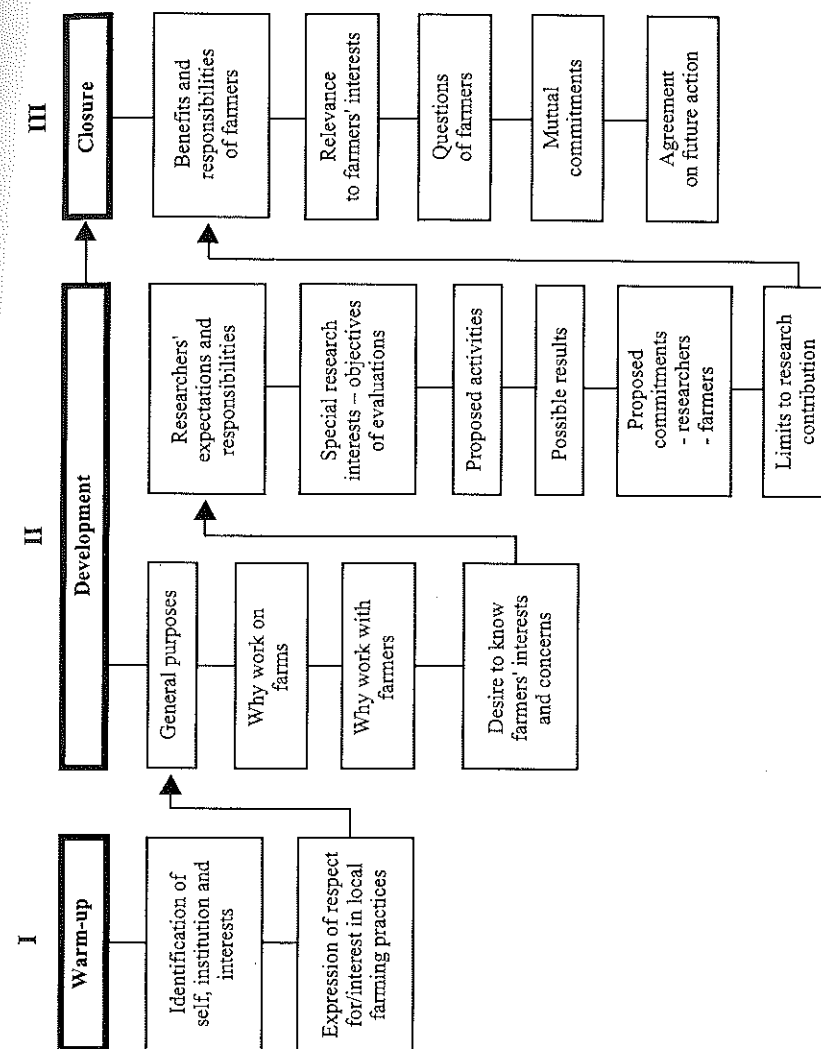 I
Warm-up
Identification of
self, institution and
interests
Expression of respect
for/interest in local
farming practices
II
Development
General purposes
Why work on
farms
Why work with
farmers
Desire to know
farmers' interests
and concerns
Researchers'
expectations and
responsibilities
Special research
interests – objectives
of evaluations
Proposed activities
Possible results
Proposed
commitments
- researchers
- farmers
Limits to research
contribution
III
Closure
Benefits and
responsibilities
of farmers
Relevance
to farmers' interests
Questions
of farmers
Mutual
commitments
Agreement
on future action